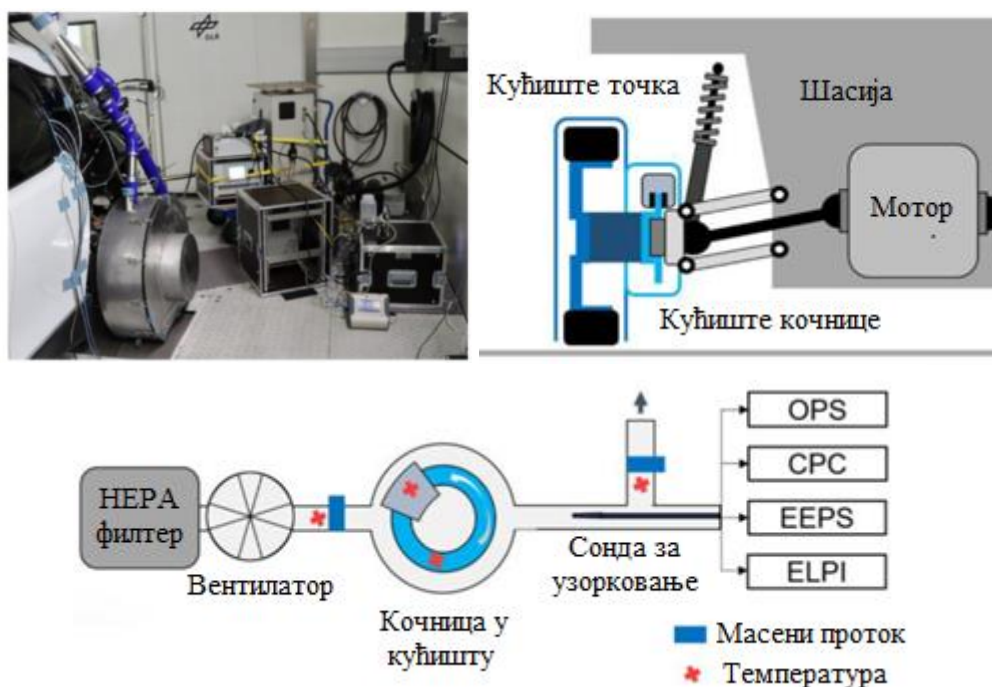 DLR
Кућиште точка
Шасија
Мотор
Кућиште кочнице
HEPA
филтер
Вентилатор
Кочница у
кућишту
Сонда за
узорковање
OPS
CPC
EEPS
ELPI
Масени проток
Температура